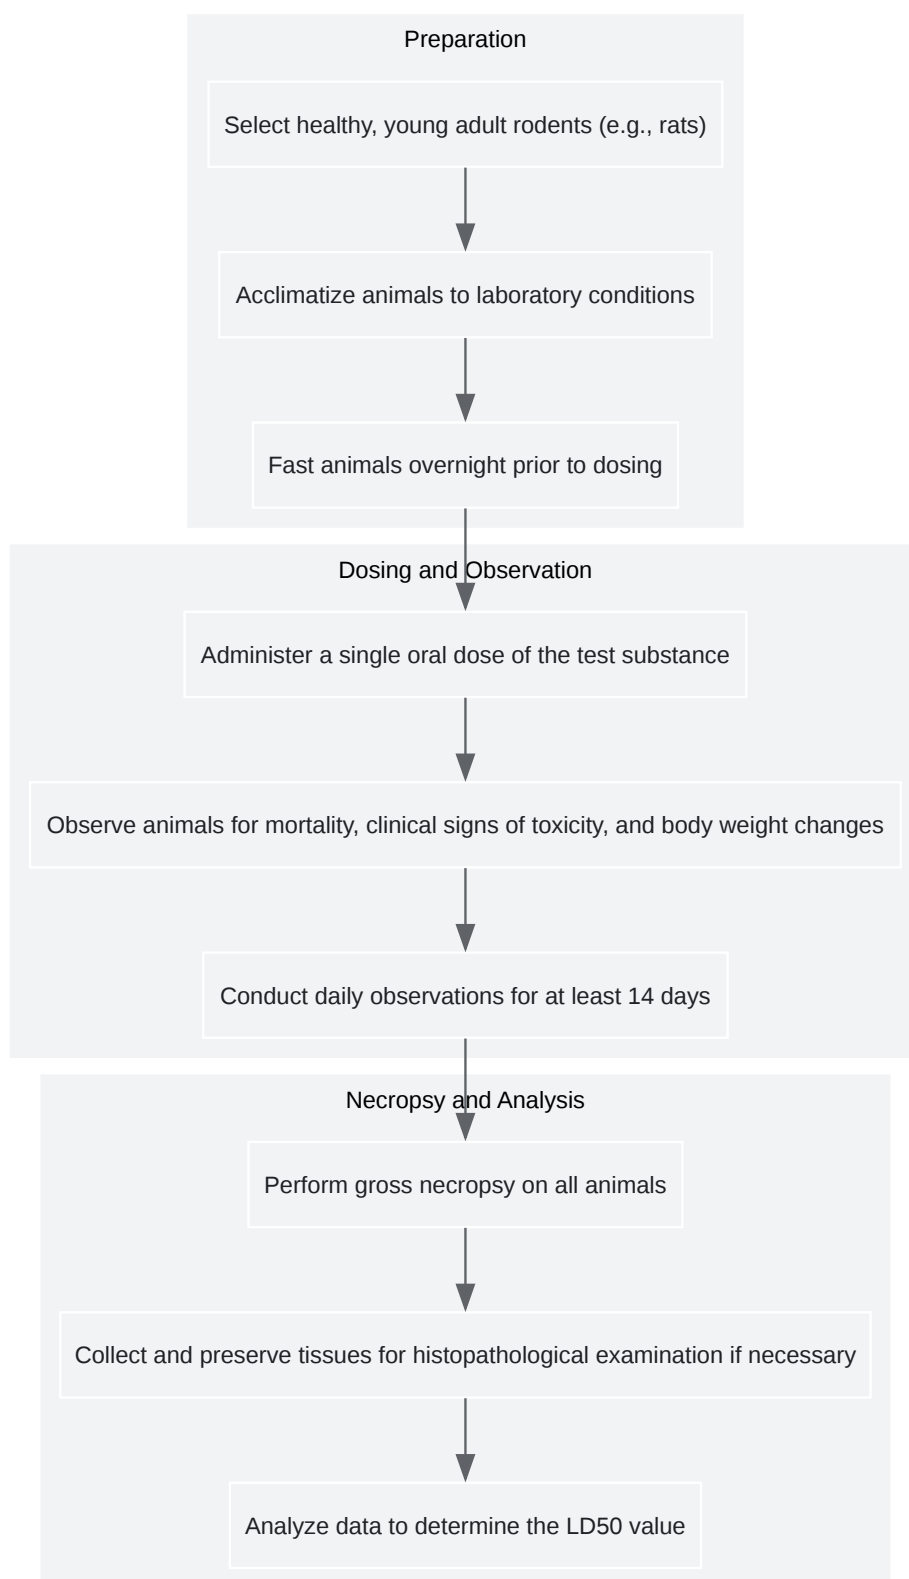 Preparation
Select healthy, young adult rodents (e.g., rats)
Acclimatize animals to laboratory conditions
Fast animals overnight prior to dosing
Dosing and Observation
Administer a single oral dose of the test substance
Observe animals for mortality, clinical signs of toxicity, and body weight changes
Conduct daily observations for at least 14 days
Necropsy and Analysis
Perform gross necropsy on all animals
Collect and preserve tissues for histopathological examination if necessary
Analyze data to determine the LD50 value